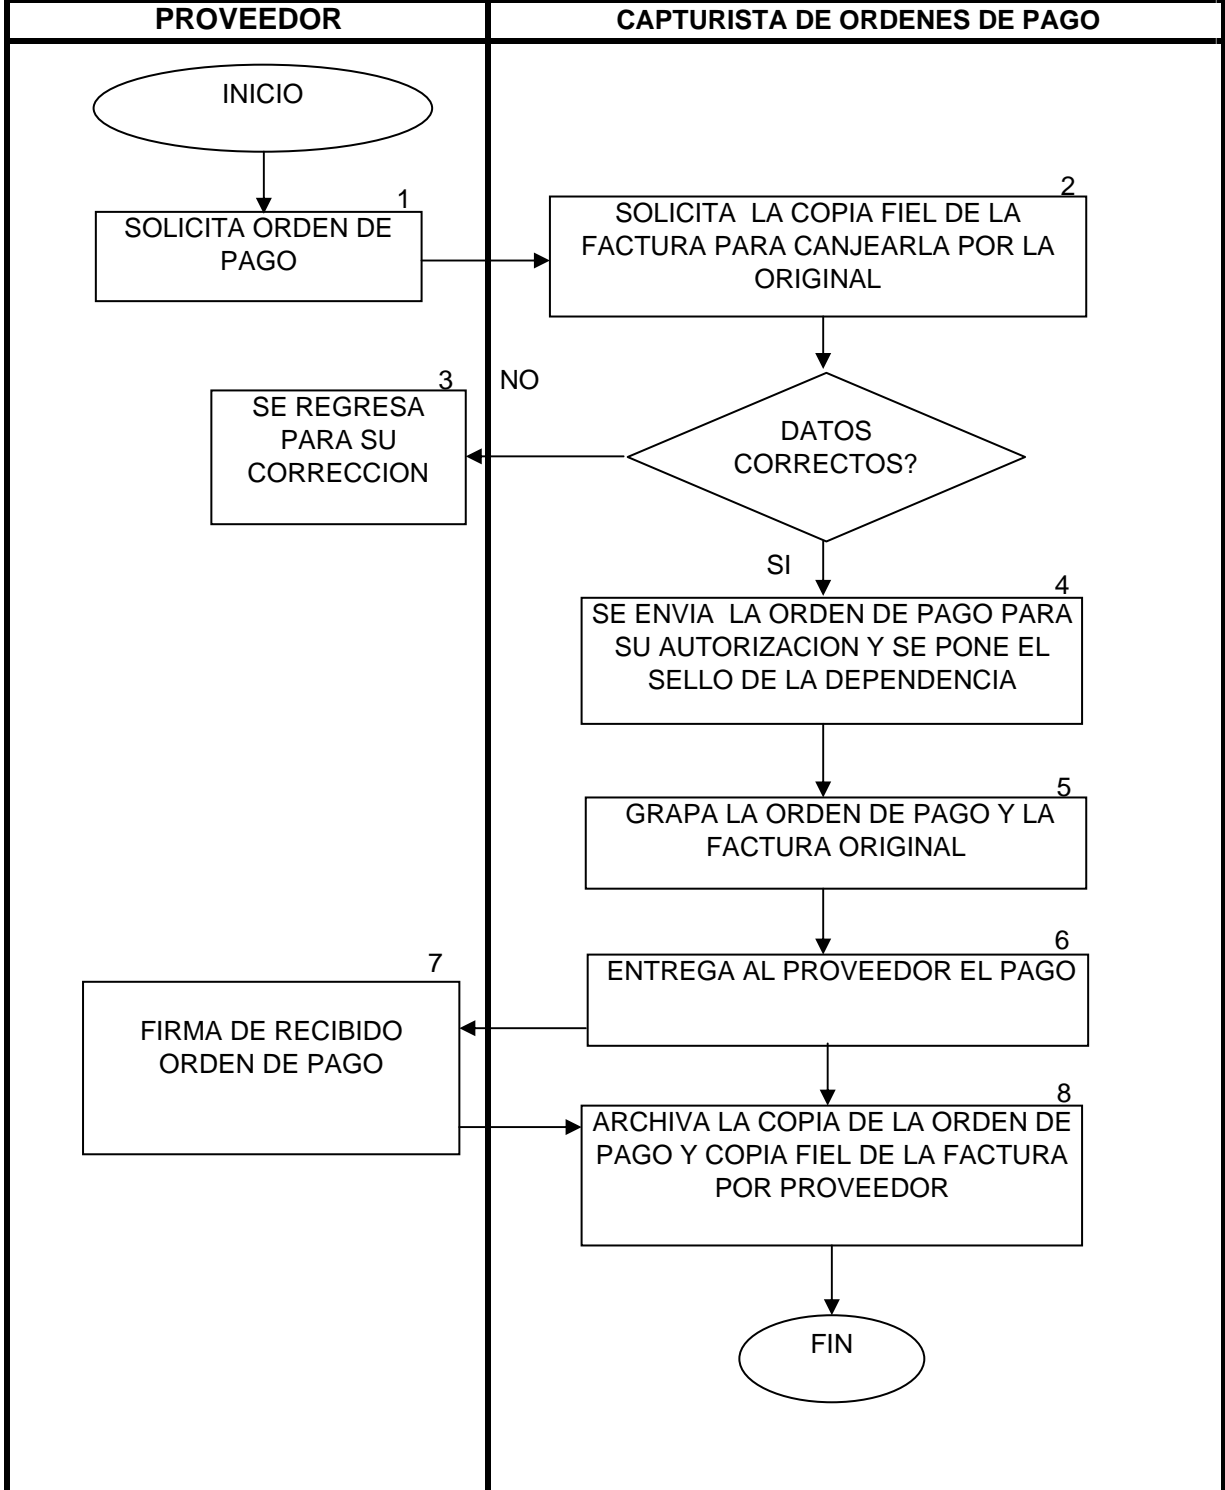 PROVEEDOR
CAPTURISTA DE ORDENES DE PAGO
INICIO
1
SOLICITA ORDEN DE
PAGO
2
SOLICITA LA COPIA FIEL DE LA
FACTURA PARA CANJEARLA POR LA
ORIGINAL
DATOS
CORRECTOS?
NO
3
SE REGRESA
PARA SU
CORRECCION
SI
4
SE ENVIA LA ORDEN DE PAGO PARA
SU AUTORIZACION Y SE PONE EL
SELLO DE LA DEPENDENCIA
5
GRAPA LA ORDEN DE PAGO Y LA
FACTURA ORIGINAL
6
ENTREGA AL PROVEEDOR EL PAGO
7
FIRMA DE RECIBIDO
ORDEN DE PAGO
8
ARCHIVA LA COPIA DE LA ORDEN DE
PAGO Y COPIA FIEL DE LA FACTURA
POR PROVEEDOR
FIN